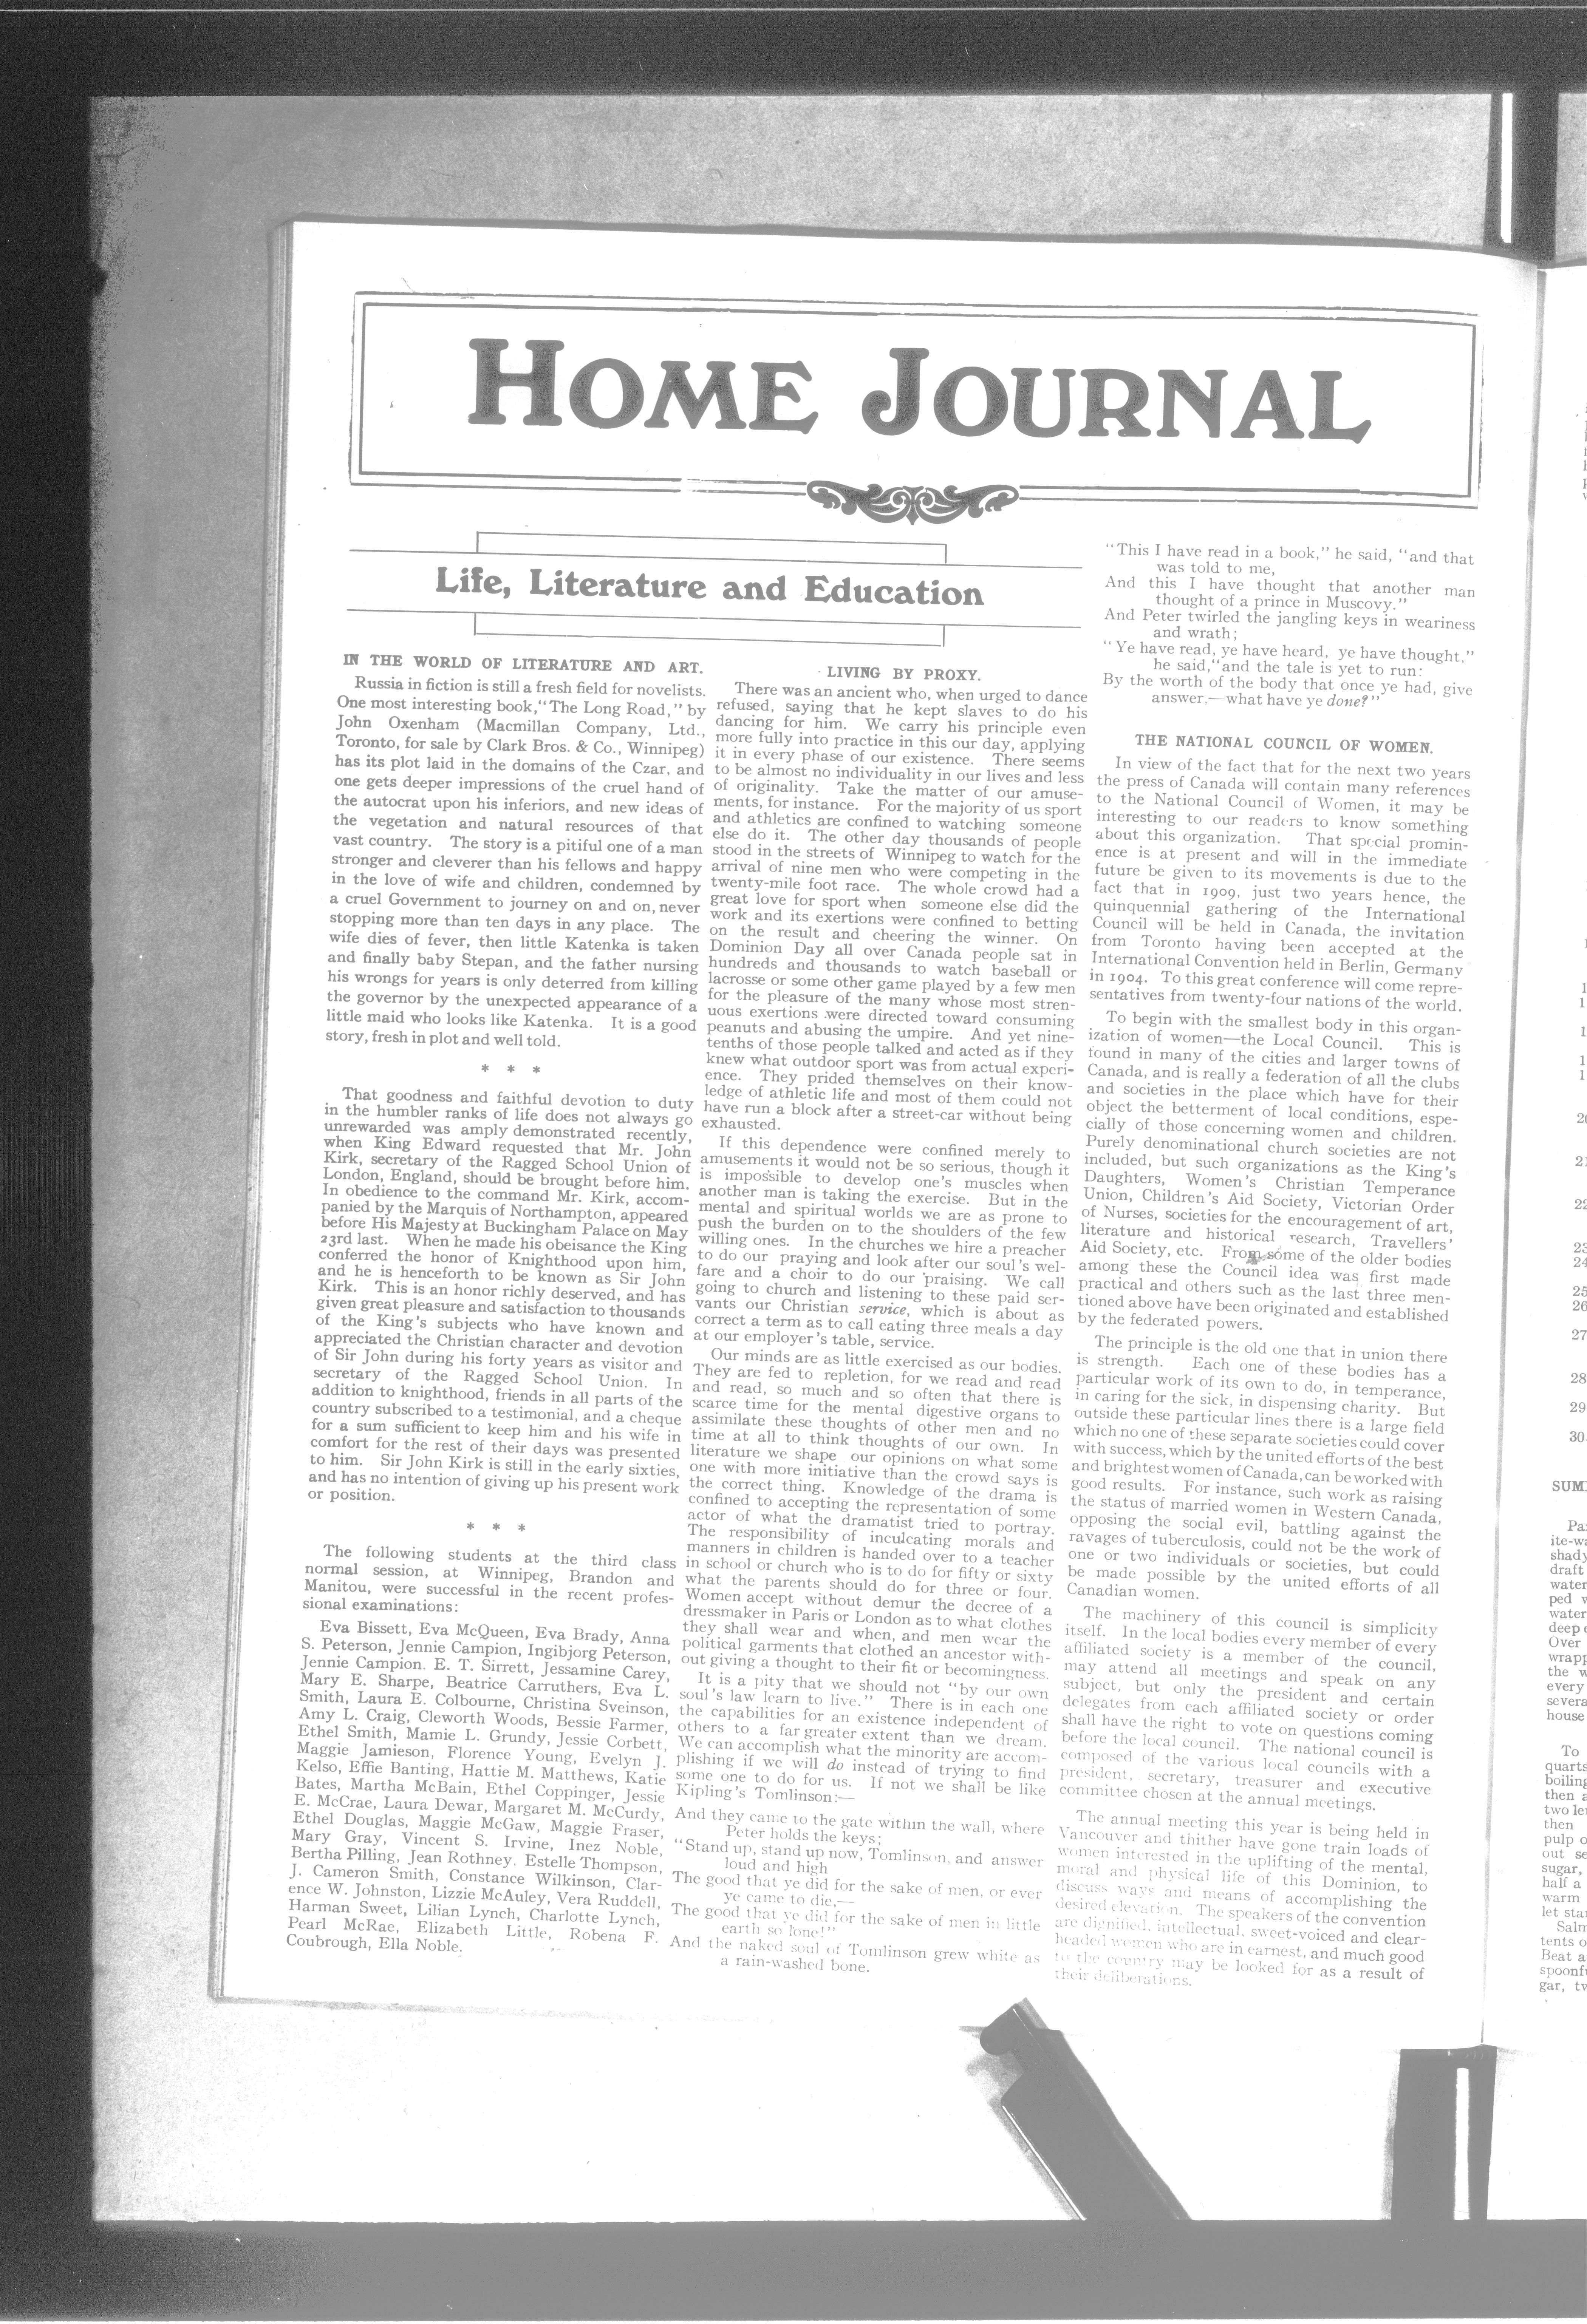 HOME JOURNAL
Life, Literature and Education
IN THE WORLD OF LITERATURE AND ART.
Russia in fiction is still a fresh field for novelists.
One most interesting book, "The Long Road," by
John Oxenham (Macmillan Company, Ltd.,
Toronto, for sale by Clark Bros. & Co., Winnipeg)
has its plot laid in the domains of the Czar, and
one gets deeper impressions of the cruel hand of
the autocrat upon his inferiors, and new ideas of
the vegetation and natural resources of that
vast country. The story is a pitiful one of a man
stronger and cleverer than his fellows and happy
in the love of wife and children, condemned by
a cruel Government to journey on and on, never
stopping more than ten days in any place. The
wife dies of fever, then little Katenka is taken
and finally baby Stepan, and the father nursing
his wrongs for years is only deterred from killing
the governor by the unexpected appearance of a
little maid who looks like Katenka. It is a good
story, fresh in plot and well told.
* * *
That goodness and faithful devotion to duty
in the humbler ranks of life does not always go
unrewarded was amply demonstrated recently,
when King Edward requested that Mr. John
Kirk, secretary of the Ragged School Union of
London, England, should be brought before him.
In obedience to the command Mr. Kirk, accom-
panied by the Marquis of Northampton, appeared
before His Majesty at Buckingham Palace on May
23rd last. When he made his obeisance the King
conferred the honor of Knighthood upon him,
and he is henceforth to be known as Sir John
Kirk. This is an honor richly deserved, and has
given great pleasure and satisfaction to thousands
of the King's subjects who have known and
appreciated the Christian character and devotion
of Sir John during his forty years as visitor and
secretary of the Ragged School Union. In
addition to knighthood, friends in all parts of the
country subscribed to a testimonial, and a cheque
for a sum sufficient to keep him and his wife in
comfort for the rest of their days was presented
to him. Sir John Kirk is still in the early sixties,
and has no intention of giving up his present work
or position.
* * *
The following students at the third class
normal session, at Winnipeg, Brandon and
Manitou, were successful in the recent profes-
sional examinations:
Eva Bissett, Eva McQueen, Eva Brady, Anna
S. Peterson, Jennie Campion, Ingibjorg Peterson,
Jennie Campion. E. T. Sirrett, Jessamine Carey,
Mary E. Sharpe, Beatrice Carruthers, Eva L.
Smith, Laura E. Colbourne, Christina Sveinson,
Amy L. Craig, Cleworth Woods, Bessie Farmer,
Ethel Smith, Mamie L. Grundy, Jessie Corbett,
Maggie Jamieson, Florence Young, Evelyn J.
Kelso, Effie Banting, Hattie M. Matthews, Katie
Bates, Martha McBain, Ethel Coppinger, Jessie
E. McCrae, Laura Dewar, Margaret M. McCurdy,
Ethel Douglas, Maggie McGaw, Maggie Fraser,
Mary Gray, Vincent S. Irvine, Inez Noble,
Bertha Pilling, Jean Rothney. Estelle Thompson,
J. Cameron Smith, Constance Wilkinson, Clar-
ence W. Johnston, Lizzie McAuley, Vera Ruddell,
Harman Sweet, Lilian Lynch, Charlotte Lynch,
Pearl McRae, Elizabeth Little, Robena F.
Coubrough, Ella Noble.
LIVING BY PROXY.
There was an ancient who, when urged to dance
refused, saying that he kept slaves to do his
dancing for him. We carry his principle even
more fully into practice in this our day, applying
it in every phase of our existence. There seems
to be almost no individuality in our lives and less
of originality. Take the matter of our amuse-
ments, for instance. For the majority of us sport
and athletics are confined to watching someone
else do it. The other day thousands of people
stood in the streets of Winnipeg to watch for the
arrival of nine men who were competing in the
twenty-mile foot race. The whole crowd had a
great love for sport when someone else did the
work and its exertions were confined to betting
on the result and cheering the winner. On
Dominion Day all over Canada people sat in
hundreds and thousands to watch baseball or
lacrosse or some other game played by a few men
for the pleasure of the many whose most stren-
uous exertions were directed toward consuming
peanuts and abusing the umpire. And yet nine-
tenths of those people talked and acted as if they
knew what outdoor sport was from actual experi-
ence. They prided themselves on their know-
ledge of athletic life and most of them could not
have run a block after a street-car without being
exhausted.
If this dependence were confined merely to
amusements it would not be so serious, though it
is impossible to develop one's muscles when
another man is taking the exercise. But in the
mental and spiritual worlds we are as prone to
push the burden on to the shoulders of the few
willing ones. In the churches we hire a preacher
to do our praying and look after our soul's wel-
fare and a choir to do our praising. We call
going to church and listening to these paid ser-
vants our Christian service, which is about as
correct a term as to call eating three meals a day
at our employer's table, service.
Our minds are as little exercised as our bodies.
They are fed to repletion, for we read and read
and read, so much and so often that there is
scarce time for the mental digestive organs to
assimilate these thoughts of other men and no
time at all to think thoughts of our own. In
literature we shape our opinions on what some
one with more initiative than the crowd says is
the correct thing. Knowledge of the drama is
confined to accepting the representation of some
actor of what the dramatist tried to portray.
The responsibility of inculcating morals and
manners in children is handed over to a teacher
in school or church who is to do for fifty or sixty
what the parents should do for three or four.
Women accept without demur the decree of a
dressmaker in Paris or London as to what clothes
they shall wear and when, and men wear the
political garments that clothed an ancestor with-
out giving a thought to their fit or becomingness.
It is a pity that we should not "by our own
soul's law learn to live." There is in each one
the capabilities for an existence independent of
others to a far greater extent than we dream.
We can accomplish what the minority are accom-
plishing if we will do instead of trying to find
some one to do for us. If not we shall be like
Kipling's Tomlinson:—
And they came to the gate within the wall, where
Peter holds the keys;
"Stand up, stand up now, Tomlinson, and answer
loud and high
The good that ye did for the sake of men, or ever
ye came to die,—
The good that ye did for the sake of men in little
earth so lone!"
And the naked soul of Tomlinson grew white as
a rain-washed bone.
"This I have read in a book," he said, "and that
was told to me,
And this I have thought that another man
thought of a prince in Muscovy."
And Peter twirled the jangling keys in weariness
and wrath;
"Ye have read, ye have heard, ye have thought,"
he said, "and the tale is yet to run:
By the worth of the body that once ye had, give
answer,—what have ye done?"
THE NATIONAL COUNCIL OF WOMEN.
In view of the fact that for the next two years
the press of Canada will contain many references
to the National Council of Women, it may be
interesting to our readers to know something
about this organization. That special promin-
ence is at present and will in the immediate
future be given to its movements is due to the
fact that in 1909, just two years hence, the
quinquennial gathering of the International
Council will be held in Canada, the invitation
from Toronto having been accepted at the
International Convention held in Berlin, Germany
in 1904. To this great conference will come repre-
sentatives from twenty-four nations of the world.
To begin with the smallest body in this organ-
ization of women—the Local Council. This is
found in many of the cities and larger towns of
Canada, and is really a federation of all the clubs
and societies in the place which have for their
object the betterment of local conditions, espe-
cially of those concerning women and children.
Purely denominational church societies are not
included, but such organizations as the King's
Daughters, Women's Christian Temperance
Union, Children's Aid Society, Victorian Order
of Nurses, societies for the encouragement of art,
literature and historical research, Travellers'
Aid Society, etc. From some of the older bodies
among these the Council idea was first made
practical and others such as the last three men-
tioned above have been originated and established
by the federated powers.
The principle is the old one that in union there
is strength. Each one of these bodies has a
particular work of its own to do, in temperance,
in caring for the sick, in dispensing charity. But
outside these particular lines there is a large field
which no one of these separate societies could cover
with success, which by the united efforts of the best
and brightest women of Canada, can be worked with
good results. For instance, such work as raising
the status of married women in Western Canada,
opposing the social evil, battling against the
ravages of tuberculosis, could not be the work of
one or two individuals or societies, but could
be made possible by the united efforts of all
Canadian women.
The machinery of this council is simplicity
itself. In the local bodies every member of every
affiliated society is a member of the council,
may attend all meetings and speak on any
subject, but only the president and certain
delegates from each affiliated society or order
shall have the right to vote on questions coming
before the local council. The national council is
composed of the various local councils with a
president, secretary, treasurer and executive
committee chosen at the annual meetings.
The annual meeting this year is being held in
Vancouver and thither have gone train loads of
women interested in the uplifting of the mental,
moral and physical life of this Dominion, to
discuss ways and means of accomplishing the
desired elevation. The speakers of the convention
are dignified, intellectual, sweet-voiced and clear-
headed women who are in earnest, and much good
to the country may be looked for as a result of
their deliberations.
20
21
22
23
24
25
26
27
28
29
30
SUM
Pa
ite-wa
shady
draft
water
ped v
water
deep
Over
wrapp
the w
every
severa
house
To
quarts
boiling
then a
two le
then
pulp o
out se
sugar,
half a
warm
let sta
Salm
tents o
Beat a
spoonf
gar, tw